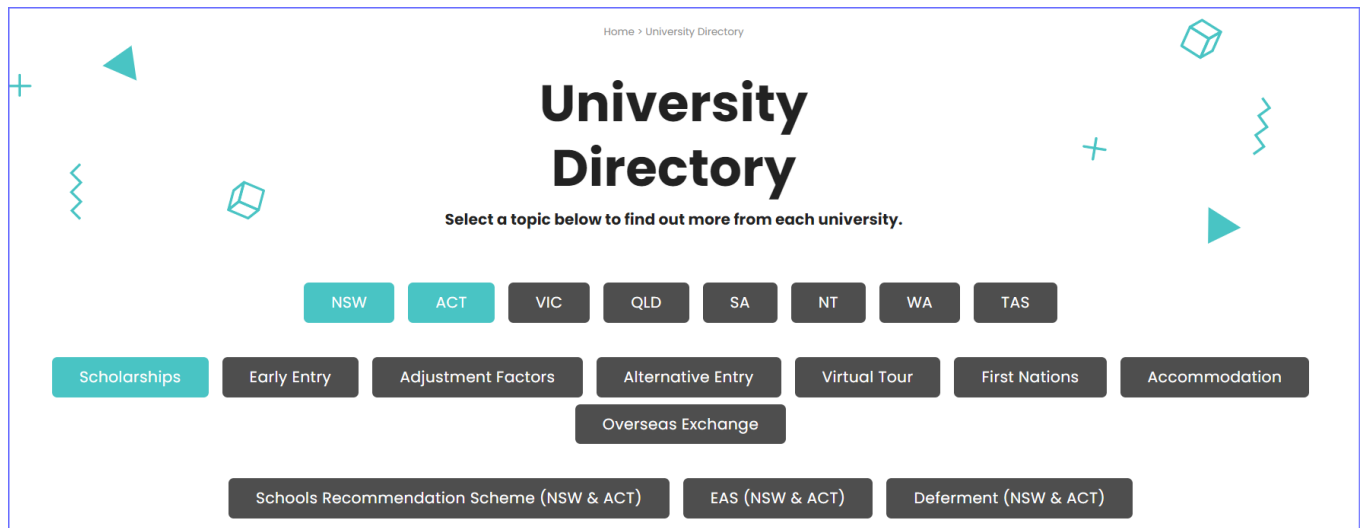 Home > University Directory
University
Directory
Select a topic below to find out more from each university.
NSW ACT VIC QLD SA NT WA TAS
Scholarships Early Entry Adjustment Factors Alternative Entry Virtual Tour First Nations Accommodation
Overseas Exchange
Schools Recommendation Scheme (NSW & ACT) EAS (NSW & ACT) Deferment (NSW & ACT)